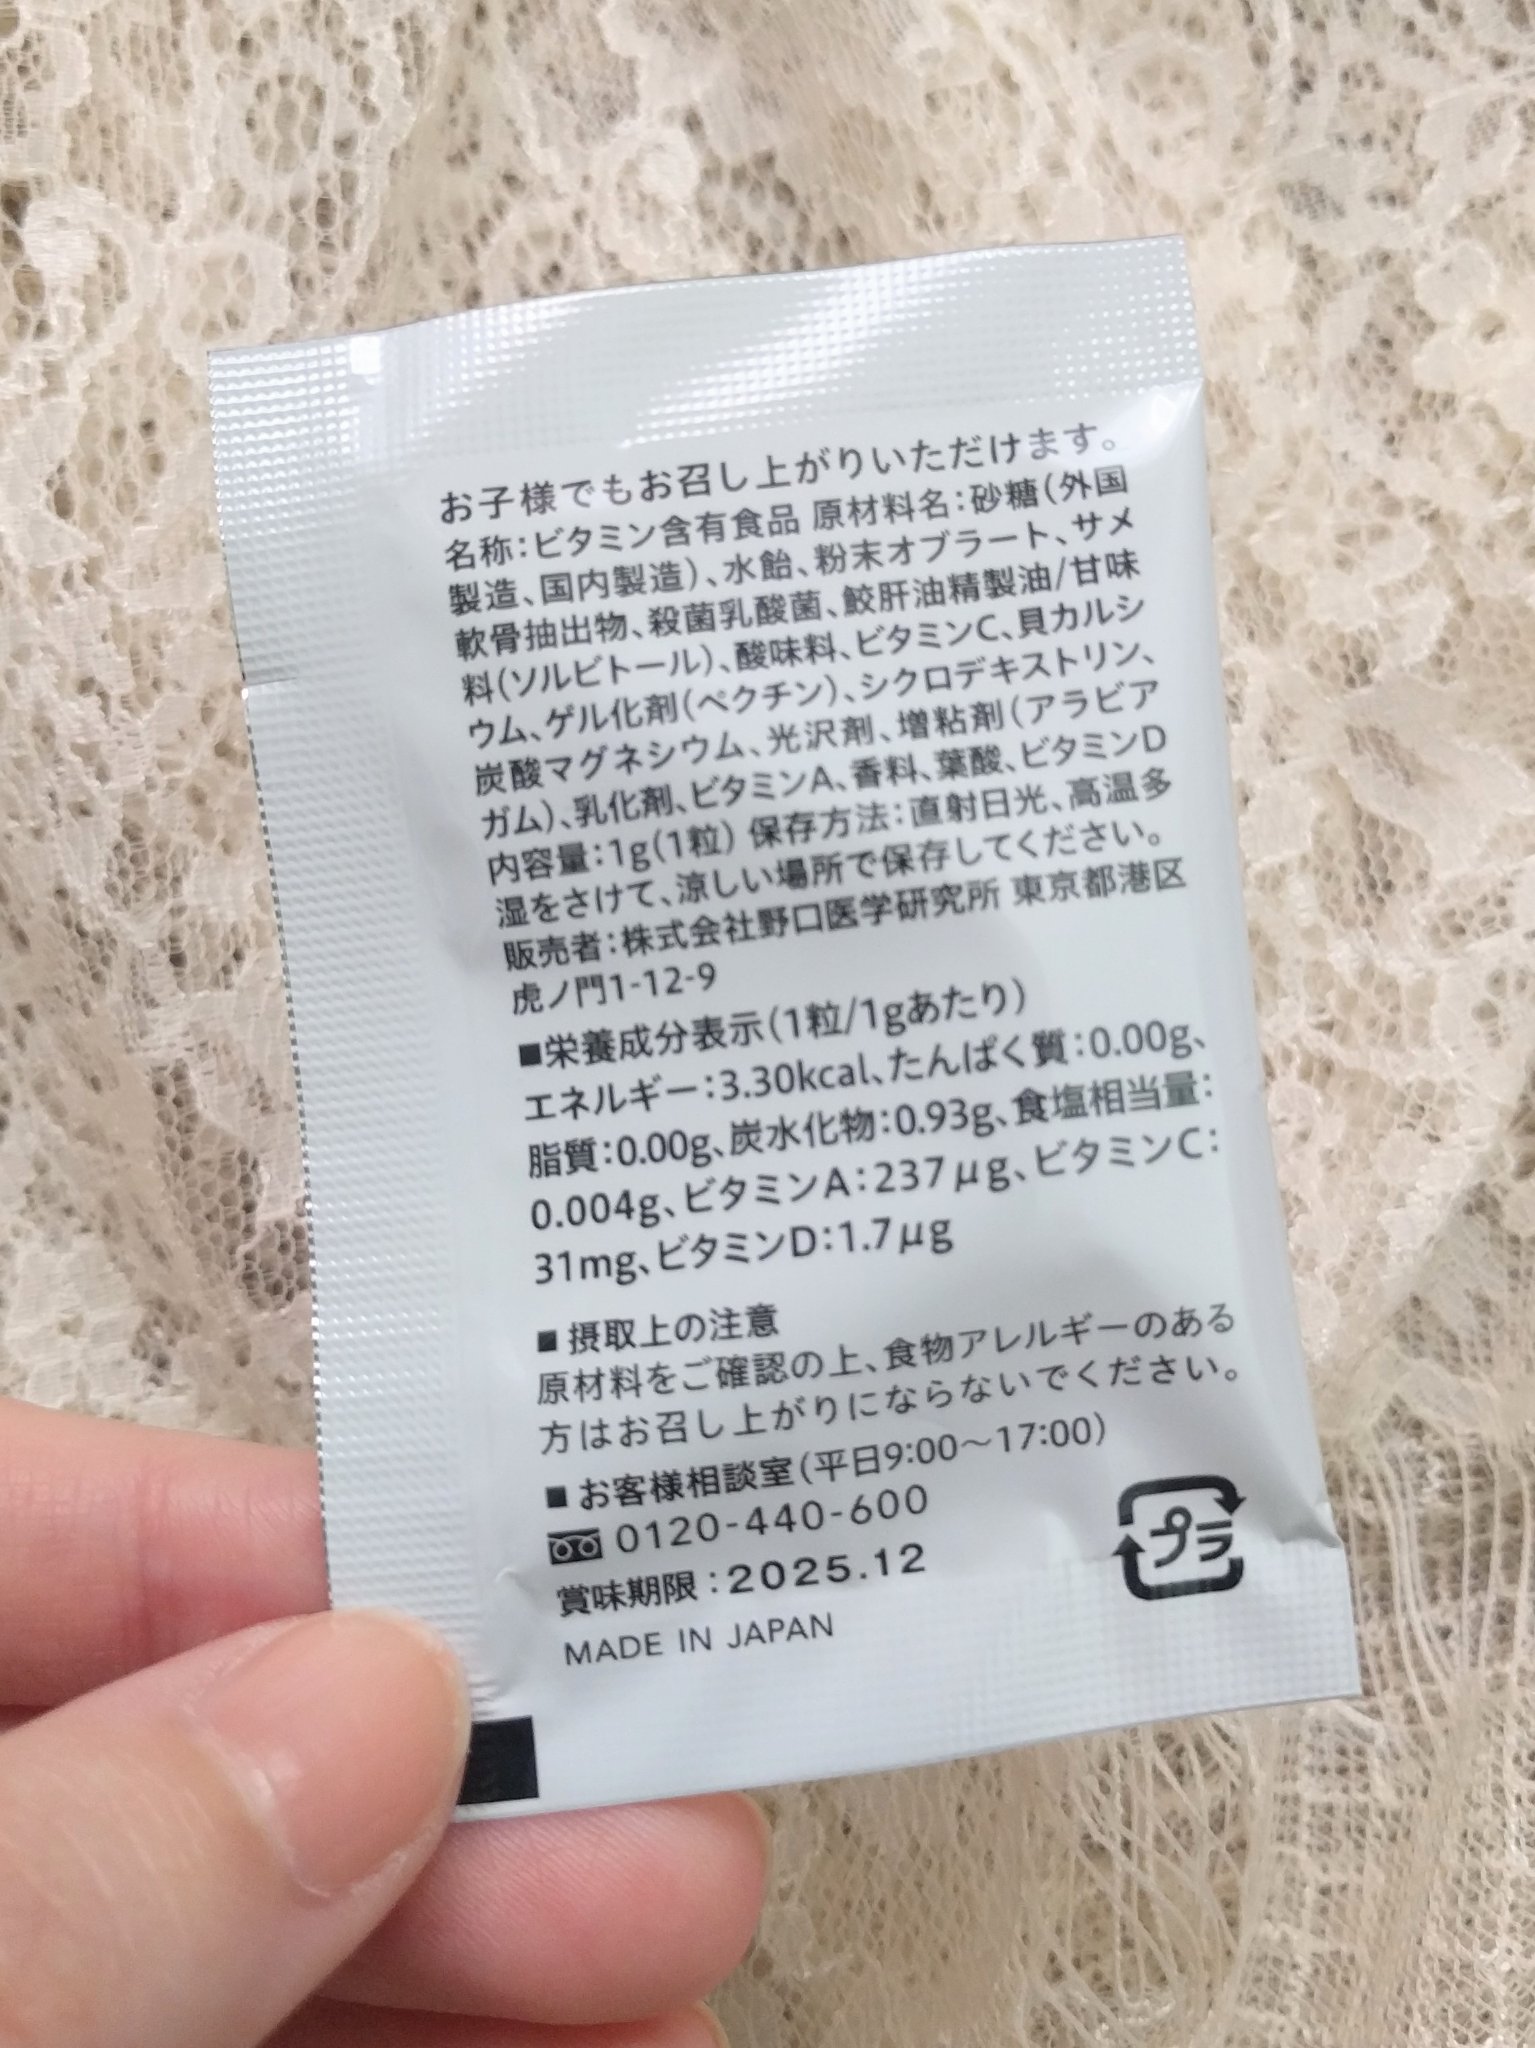 お子様でもお召し上がりいただけます。
名称：ビタミン含有食品 原材料名：砂糖（外国
製造、国内製造）、水飴、粉末オブラート、サメ
軟骨抽出物、殺菌乳酸菌、鮫肝油精製油/甘味
料（ソルビトール）、酸味料、ビタミンC、貝カルシ
ウム、ゲル化剤（ペクチン）、シクロデキストリン、
炭酸マグネシウム、光沢剤、増粘剤（アラビア
ガム）、乳化剤、ビタミンA、香料、葉酸、ビタミンD
内容量：1g（1粒） 保存方法：直射日光、高温多
湿をさけて、涼しい場所で保存してください。
販売者：株式会社野口医学研究所 東京都港区
虎ノ門1-12-9
■栄養成分表示（1粒/1gあたり）
エネルギー：3.30kcal、たんぱく質：0.00g、
脂質：0.00g、炭水化物：0.93g、食塩相当量：
0.004g、ビタミンA：237μg、ビタミンC：
31mg、ビタミンD：1.7μg
■ 摂取上の注意
原材料をご確認の上、食物アレルギーのある
方はお召し上がりにならないでください。
■ お客様相談室（平日9:00～17:00）
0120-440-600
賞味期限：2025.12
MADE IN JAPAN
プラ